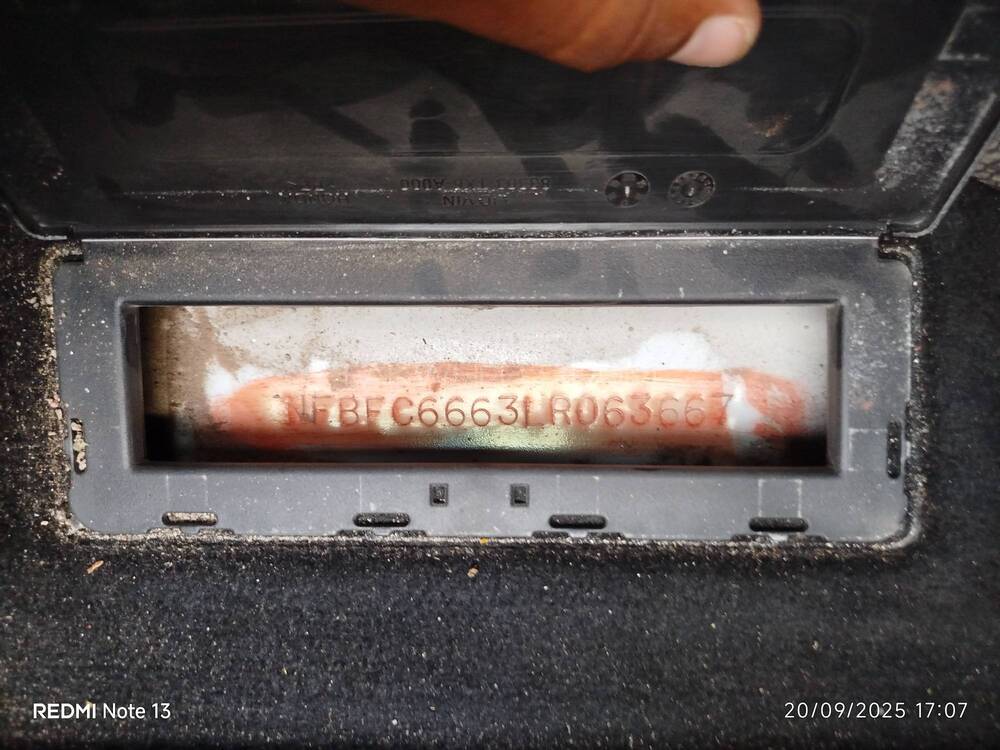 NFBFC6663LR063667
REDMI Note 13
20/09/2025 17:07